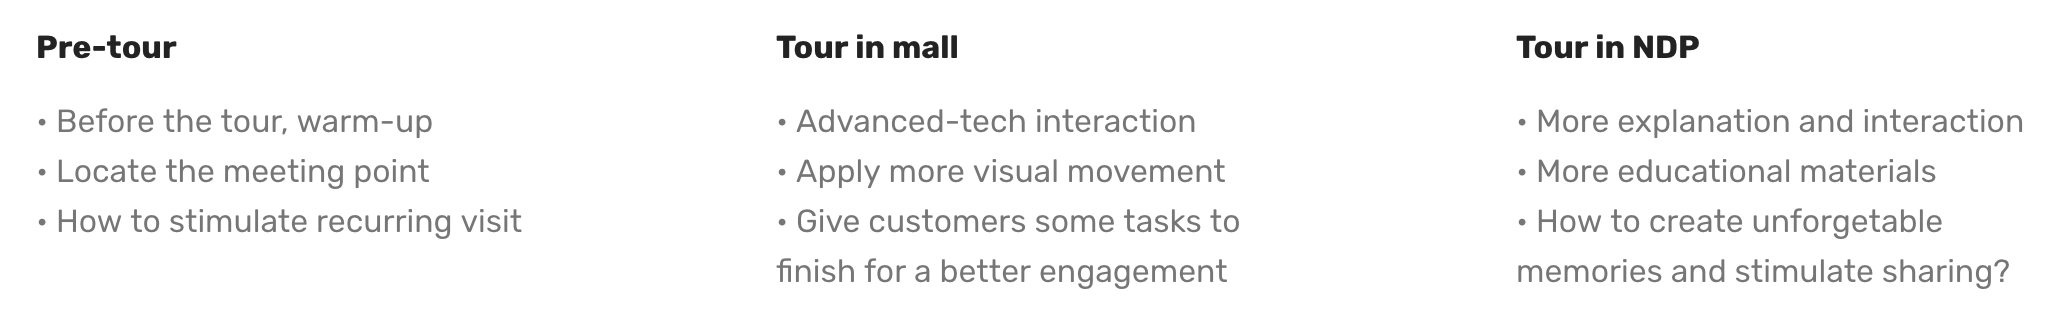 Pre-tour
• Before the tour, warm-up
• Locate the meeting point
• How to stimulate recurring visit
Tour in mall
• Advanced-tech interaction
• Apply more visual movement
• Give customers some tasks to
finish for a better engagement
Tour in NDP
• More explanation and interaction
• More educational materials
• How to create unforgetable
memories and stimulate sharing?